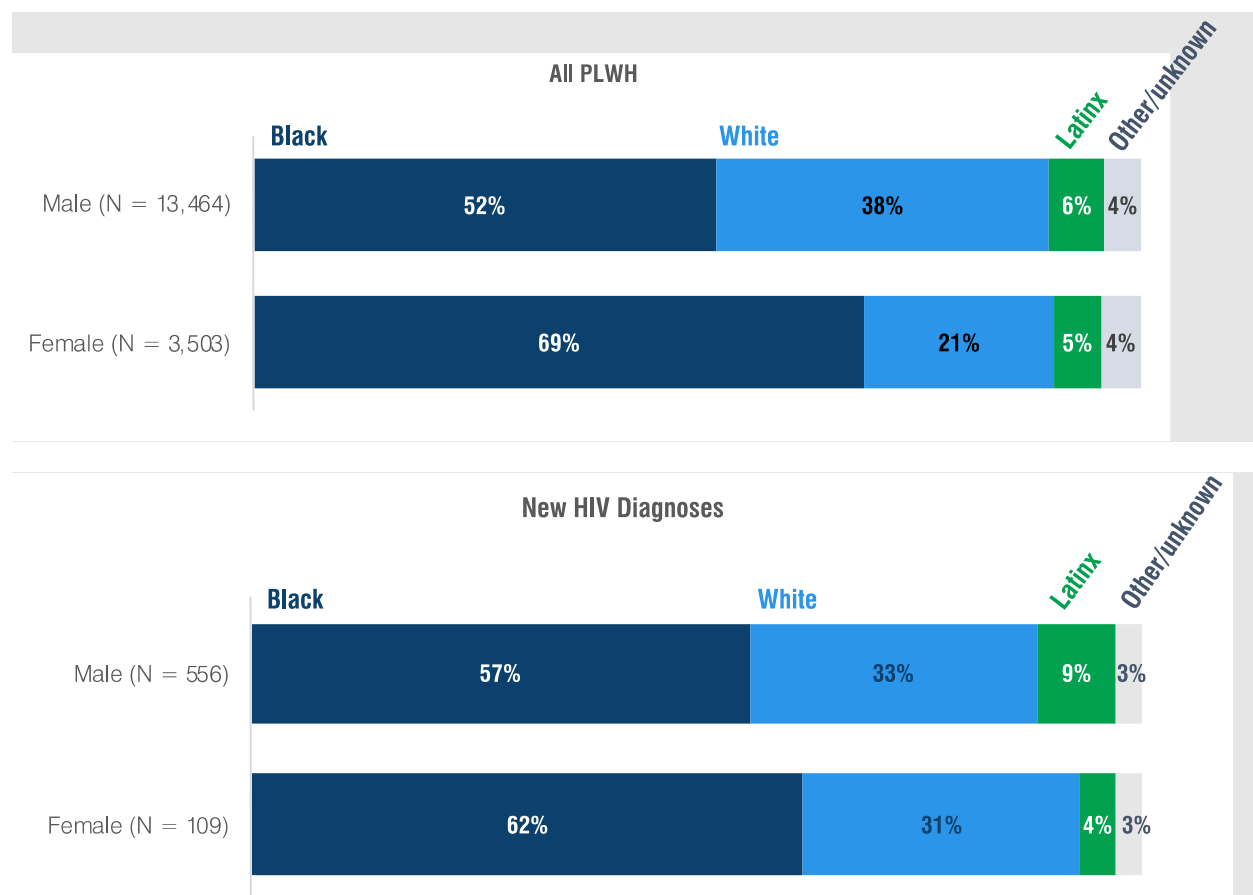 All PLWH
Black White Latinx Other/unknown
Male (N = 13,464) 52% 38% 6% 4%
Female (N = 3,503) 69% 21% 5% 4%
New HIV Diagnoses
Black White Latinx Other/unknown
Male (N = 556) 57% 33% 9% 3%
Female (N = 109) 62% 31% 4% 3%